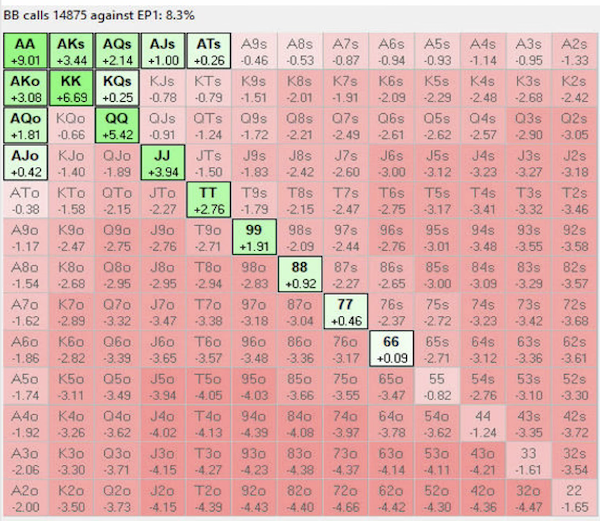 BB calls 14875 against EP1: 8.3%
AA AKs AQs AJs ATs A9s A8s A7s A6s A5s A4s A3s A2s
+9.01 +3.44 +2.14 +1.00 +0.26 -0.46 -0.53 -0.87 -0.94 -0.93 -1.14 -0.95 -1.33
AKo KK KQs KJs KTs K9s K8s K7s K6s K5s K4s K3s K2s
+3.08 +6.69 +0.25 -0.78 -0.79 -1.51 -2.01 -1.91 -2.09 -2.29 -2.48 -2.68 -2.42
AQo KQo QQ QJs QTs Q9s Q8s Q7s Q6s Q5s Q4s Q3s Q2s
+1.81 -0.66 +5.42 -0.91 -1.24 -1.72 -2.21 -2.49 -2.61 -2.62 -2.57 -2.90 -3.05
AJo KJo QJo JJ JTs J9s J8s J7s J6s J5s J4s J3s J2s
+0.42 -1.40 -1.89 +3.94 -1.50 -1.83 -2.42 -2.60 -3.00 -3.12 -3.23 -3.27 -3.18
ATo KTo QTo JTo TT T9s T8s T7s T6s T5s T4s T3s T2s
-0.38 -1.58 -2.15 -2.27 +2.76 -1.79 -2.15 -2.47 -2.75 -3.17 -3.41 -3.32 -3.46
A9o K9o Q9o J9o T9o 99 98s 97s 96s 95s 94s 93s 92s
-1.17 -2.47 -2.75 -2.76 -2.71 +1.91 -2.09 -2.44 -2.76 -3.01 -3.48 -3.55 -3.58
A8o K8o Q8o J8o T8o 98o 88 87s 86s 85s 84s 83s 82s
-1.54 -2.68 -2.95 -2.95 -2.94 -2.83 +0.92 -2.27 -2.65 -3.00 -3.09 -3.29 -3.57
A7o K7o Q7o J7o T7o 97o 87o 77 76s 75s 74s 73s 72s
-1.62 -2.89 -3.32 -3.47 -3.38 -3.18 -3.04 +0.46 -2.37 -2.72 -3.23 -3.42 -3.68
A6o K6o Q6o J6o T6o 96o 86o 76o 66 65s 64s 63s 62s
-1.86 -2.82 -3.39 -3.65 -3.57 -3.48 -3.36 -3.17 +0.09 -2.71 -3.12 -3.36 -3.61
A5o K5o Q5o J5o T5o 95o 85o 75o 65o 55 54s 53s 52s
-1.74 -3.11 -3.49 -3.94 -4.05 -4.03 -3.66 -3.55 -3.47 -0.82 -2.76 -3.10 -3.30
A4o K4o Q4o J4o T4o 94o 84o 74o 64o 54o 44 43s 42s
-1.92 -3.26 -3.62 -4.02 -4.13 -4.39 -4.08 -3.97 -3.78 -3.62 -1.24 -3.35 -3.72
A3o K3o Q3o J3o T3o 93o 83o 73o 63o 53o 43o 33 32s
-2.06 -3.30 -3.71 -4.15 -4.27 -4.23 -4.38 -4.37 -4.14 -4.11 -4.21 -1.61 -3.54
A2o K2o Q2o J2o T2o 92o 82o 72o 62o 52o 42o 32o 22
-2.00 -3.50 -3.73 -4.15 -4.39 -4.43 -4.40 -4.66 -4.42 -4.30 -4.36 -4.47 -1.65